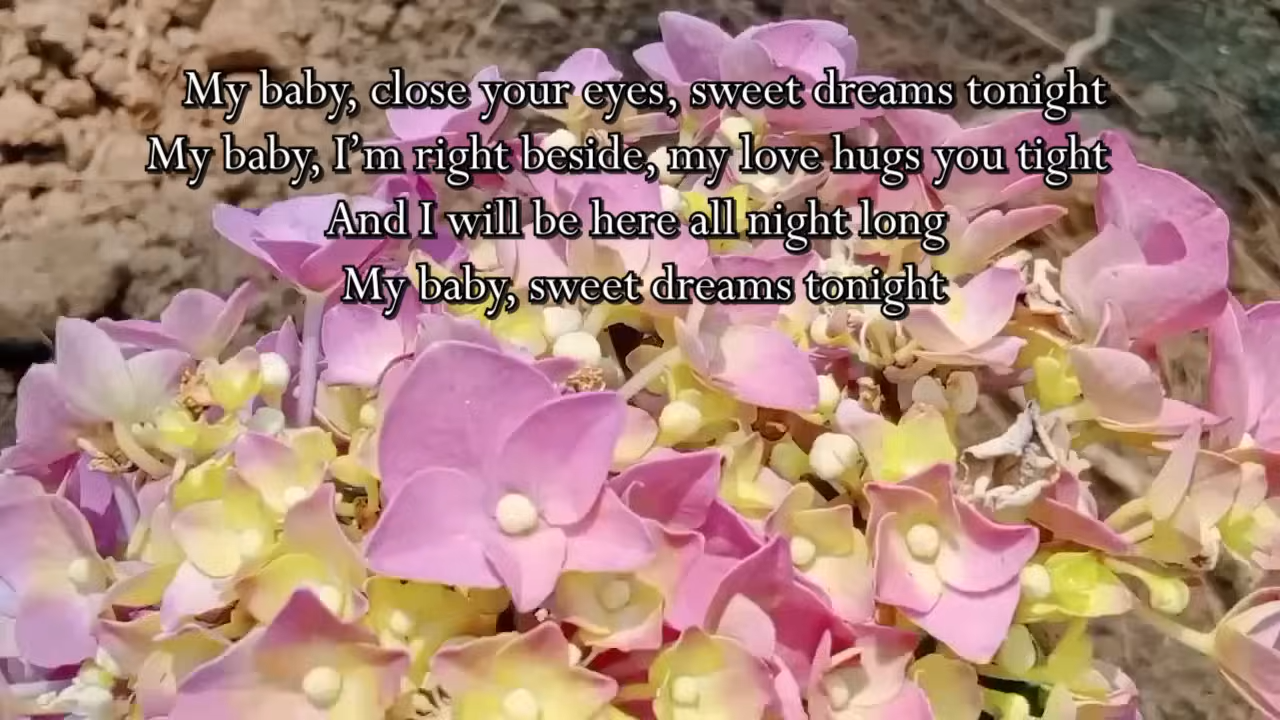 My baby, close your eyes, sweet dreams tonight
My baby, I’m right beside, my love hugs you tight
And I will be here all night long
My baby, sweet dreams tonight